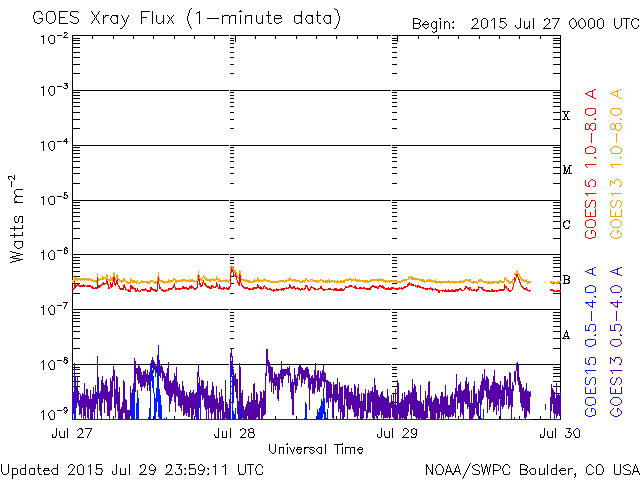 GOES Xray Flux (1-minute data)
Begin: 2015 Jul 27 0000 UTC
10⁻²
10⁻³
10⁻⁴
10⁻⁵
10⁻⁶
10⁻⁷
10⁻⁸
10⁻⁹
Watts m⁻²
X
M
C
B
A
GOES15 1.0-8.0 A
GOES13 1.0-8.0 A
GOES15 0.5-4.0 A
GOES13 0.5-4.0 A
Jul 27 Jul 28 Jul 29 Jul 30
Universal Time
Updated 2015 Jul 29 23:59:11 UTC
NOAA/SWPC Boulder, CO USA